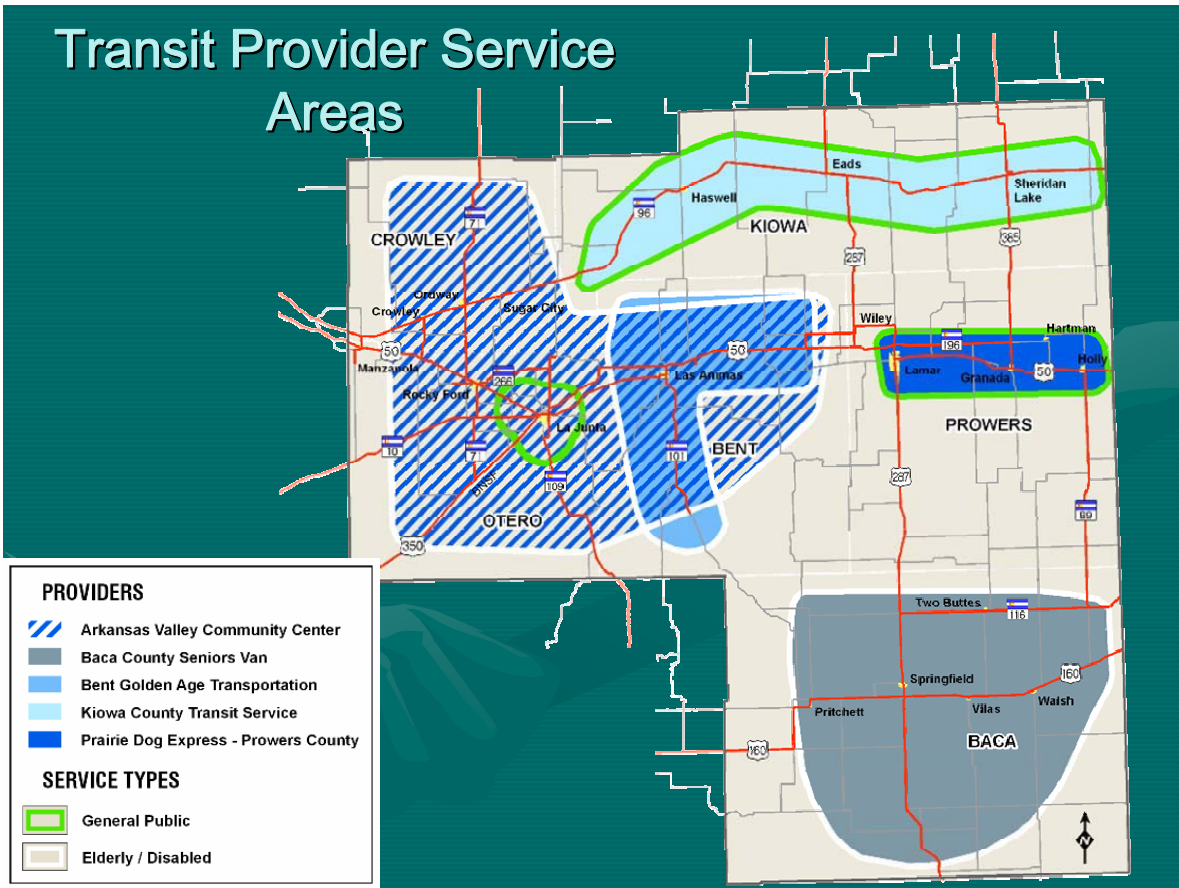 Transit Provider Service
Areas
Eads
Haswell
Sheridan
Lake
96
KIOWA
71
CROWLEY
385
287
Ordway
Sugar City
Crowley
Wiley
Hartman
196
50
50
Manzanola
Las Animas
Lamar
Holly
266
Granada
50
Rocky Ford
La Junta
PROWERS
10
71
101
BENT
109
BNSF
287
OTERO
89
350
Two Buttes
116
Springfield
160
Pritchett
Vilas
Walsh
BACA
160
N
PROVIDERS
Arkansas Valley Community Center
Baca County Seniors Van
Bent Golden Age Transportation
Kiowa County Transit Service
Prairie Dog Express - Prowers County
SERVICE TYPES
General Public
Elderly / Disabled